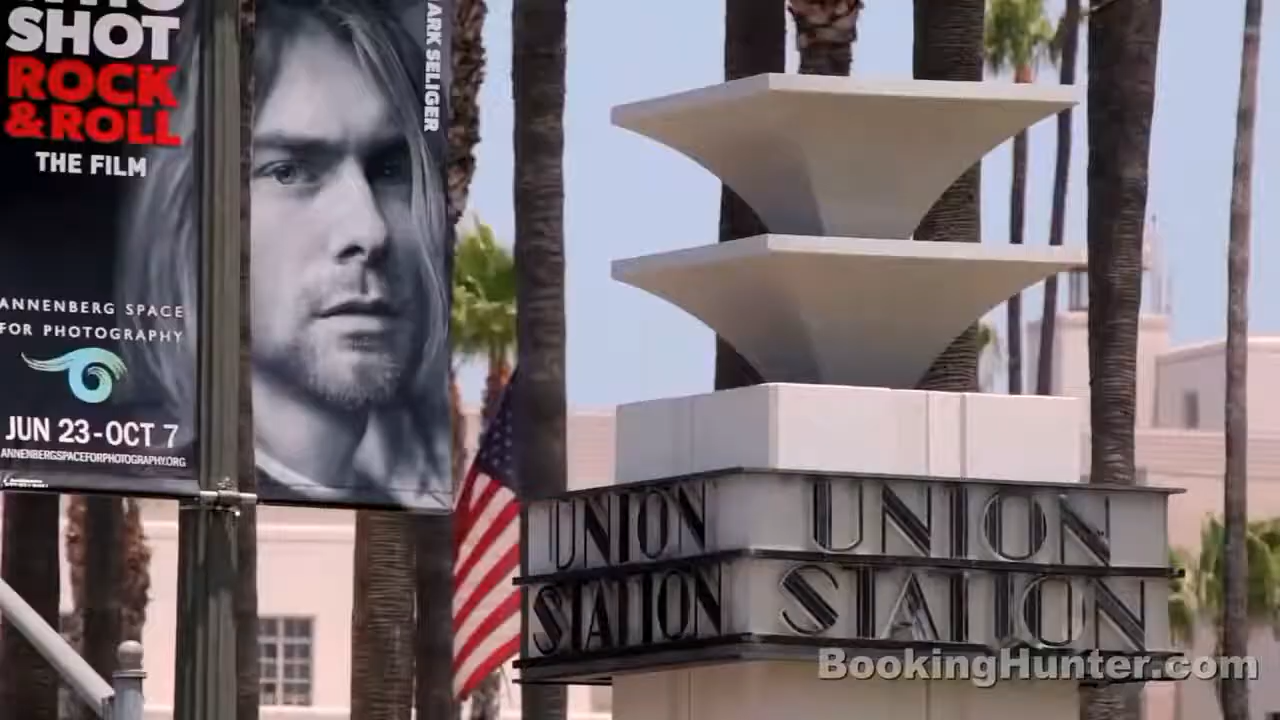 SHOT
ROCK
& ROLL
THE FILM
ANNENBERG SPACE
FOR PHOTOGRAPHY
JUN 23 - OCT 7
ANNENBERGSPACEFORPHOTOGRAPHY.ORG
ARK SELIGER
UNION
STATION
UNION
STATION
BookingHunter.com